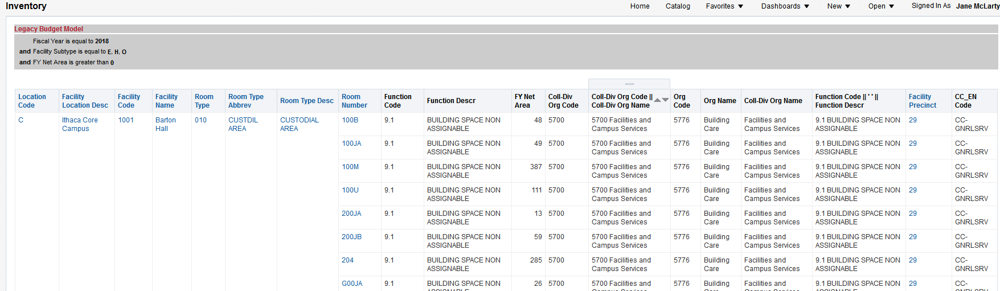 Inventory
Home Catalog Favorites Dashboards New Open Signed In As Jane McLarty
Legacy Budget Model
Fiscal Year is equal to 2018
and Facility Subtype is equal to E, H, O
and FY Net Area is greater than 0
Location Facility Facility Facility Room Room Type Room Type Desc Room Function Function Descr FY Net Coll-Div Coll-Div Org Code || Org Org Name Coll-Div Org Name Function Code || ' ' || Facility CC_EN
Code Location Desc Code Name Type Abbrev Number Code Area Org Code Coll-Div Org Name Code Function Descr Precinct Code
C Ithaca Core 1001 Barton 010 CUSTDIL CUSTODIAL 100B 9.1 BUILDING SPACE NON 48 5700 5700 Facilities and 5776 Building Facilities and 9.1 BUILDING SPACE NON 29 CC-
Campus Hall AREA AREA ASSIGNABLE Campus Services Care Campus Services ASSIGNABLE GNRLSRV
100JA 9.1 BUILDING SPACE NON 49 5700 5700 Facilities and 5776 Building Facilities and 9.1 BUILDING SPACE NON 29 CC-
ASSIGNABLE Campus Services Care Campus Services ASSIGNABLE GNRLSRV
100M 9.1 BUILDING SPACE NON 387 5700 5700 Facilities and 5776 Building Facilities and 9.1 BUILDING SPACE NON 29 CC-
ASSIGNABLE Campus Services Care Campus Services ASSIGNABLE GNRLSRV
100U 9.1 BUILDING SPACE NON 111 5700 5700 Facilities and 5776 Building Facilities and 9.1 BUILDING SPACE NON 29 CC-
ASSIGNABLE Campus Services Care Campus Services ASSIGNABLE GNRLSRV
200JA 9.1 BUILDING SPACE NON 13 5700 5700 Facilities and 5776 Building Facilities and 9.1 BUILDING SPACE NON 29 CC-
ASSIGNABLE Campus Services Care Campus Services ASSIGNABLE GNRLSRV
200JB 9.1 BUILDING SPACE NON 59 5700 5700 Facilities and 5776 Building Facilities and 9.1 BUILDING SPACE NON 29 CC-
ASSIGNABLE Campus Services Care Campus Services ASSIGNABLE GNRLSRV
204 9.1 BUILDING SPACE NON 285 5700 5700 Facilities and 5776 Building Facilities and 9.1 BUILDING SPACE NON 29 CC-
ASSIGNABLE Campus Services Care Campus Services ASSIGNABLE GNRLSRV
G00JA 9.1 BUILDING SPACE NON 26 5700 5700 Facilities and 5776 Building Facilities and 9.1 BUILDING SPACE NON 29 CC-